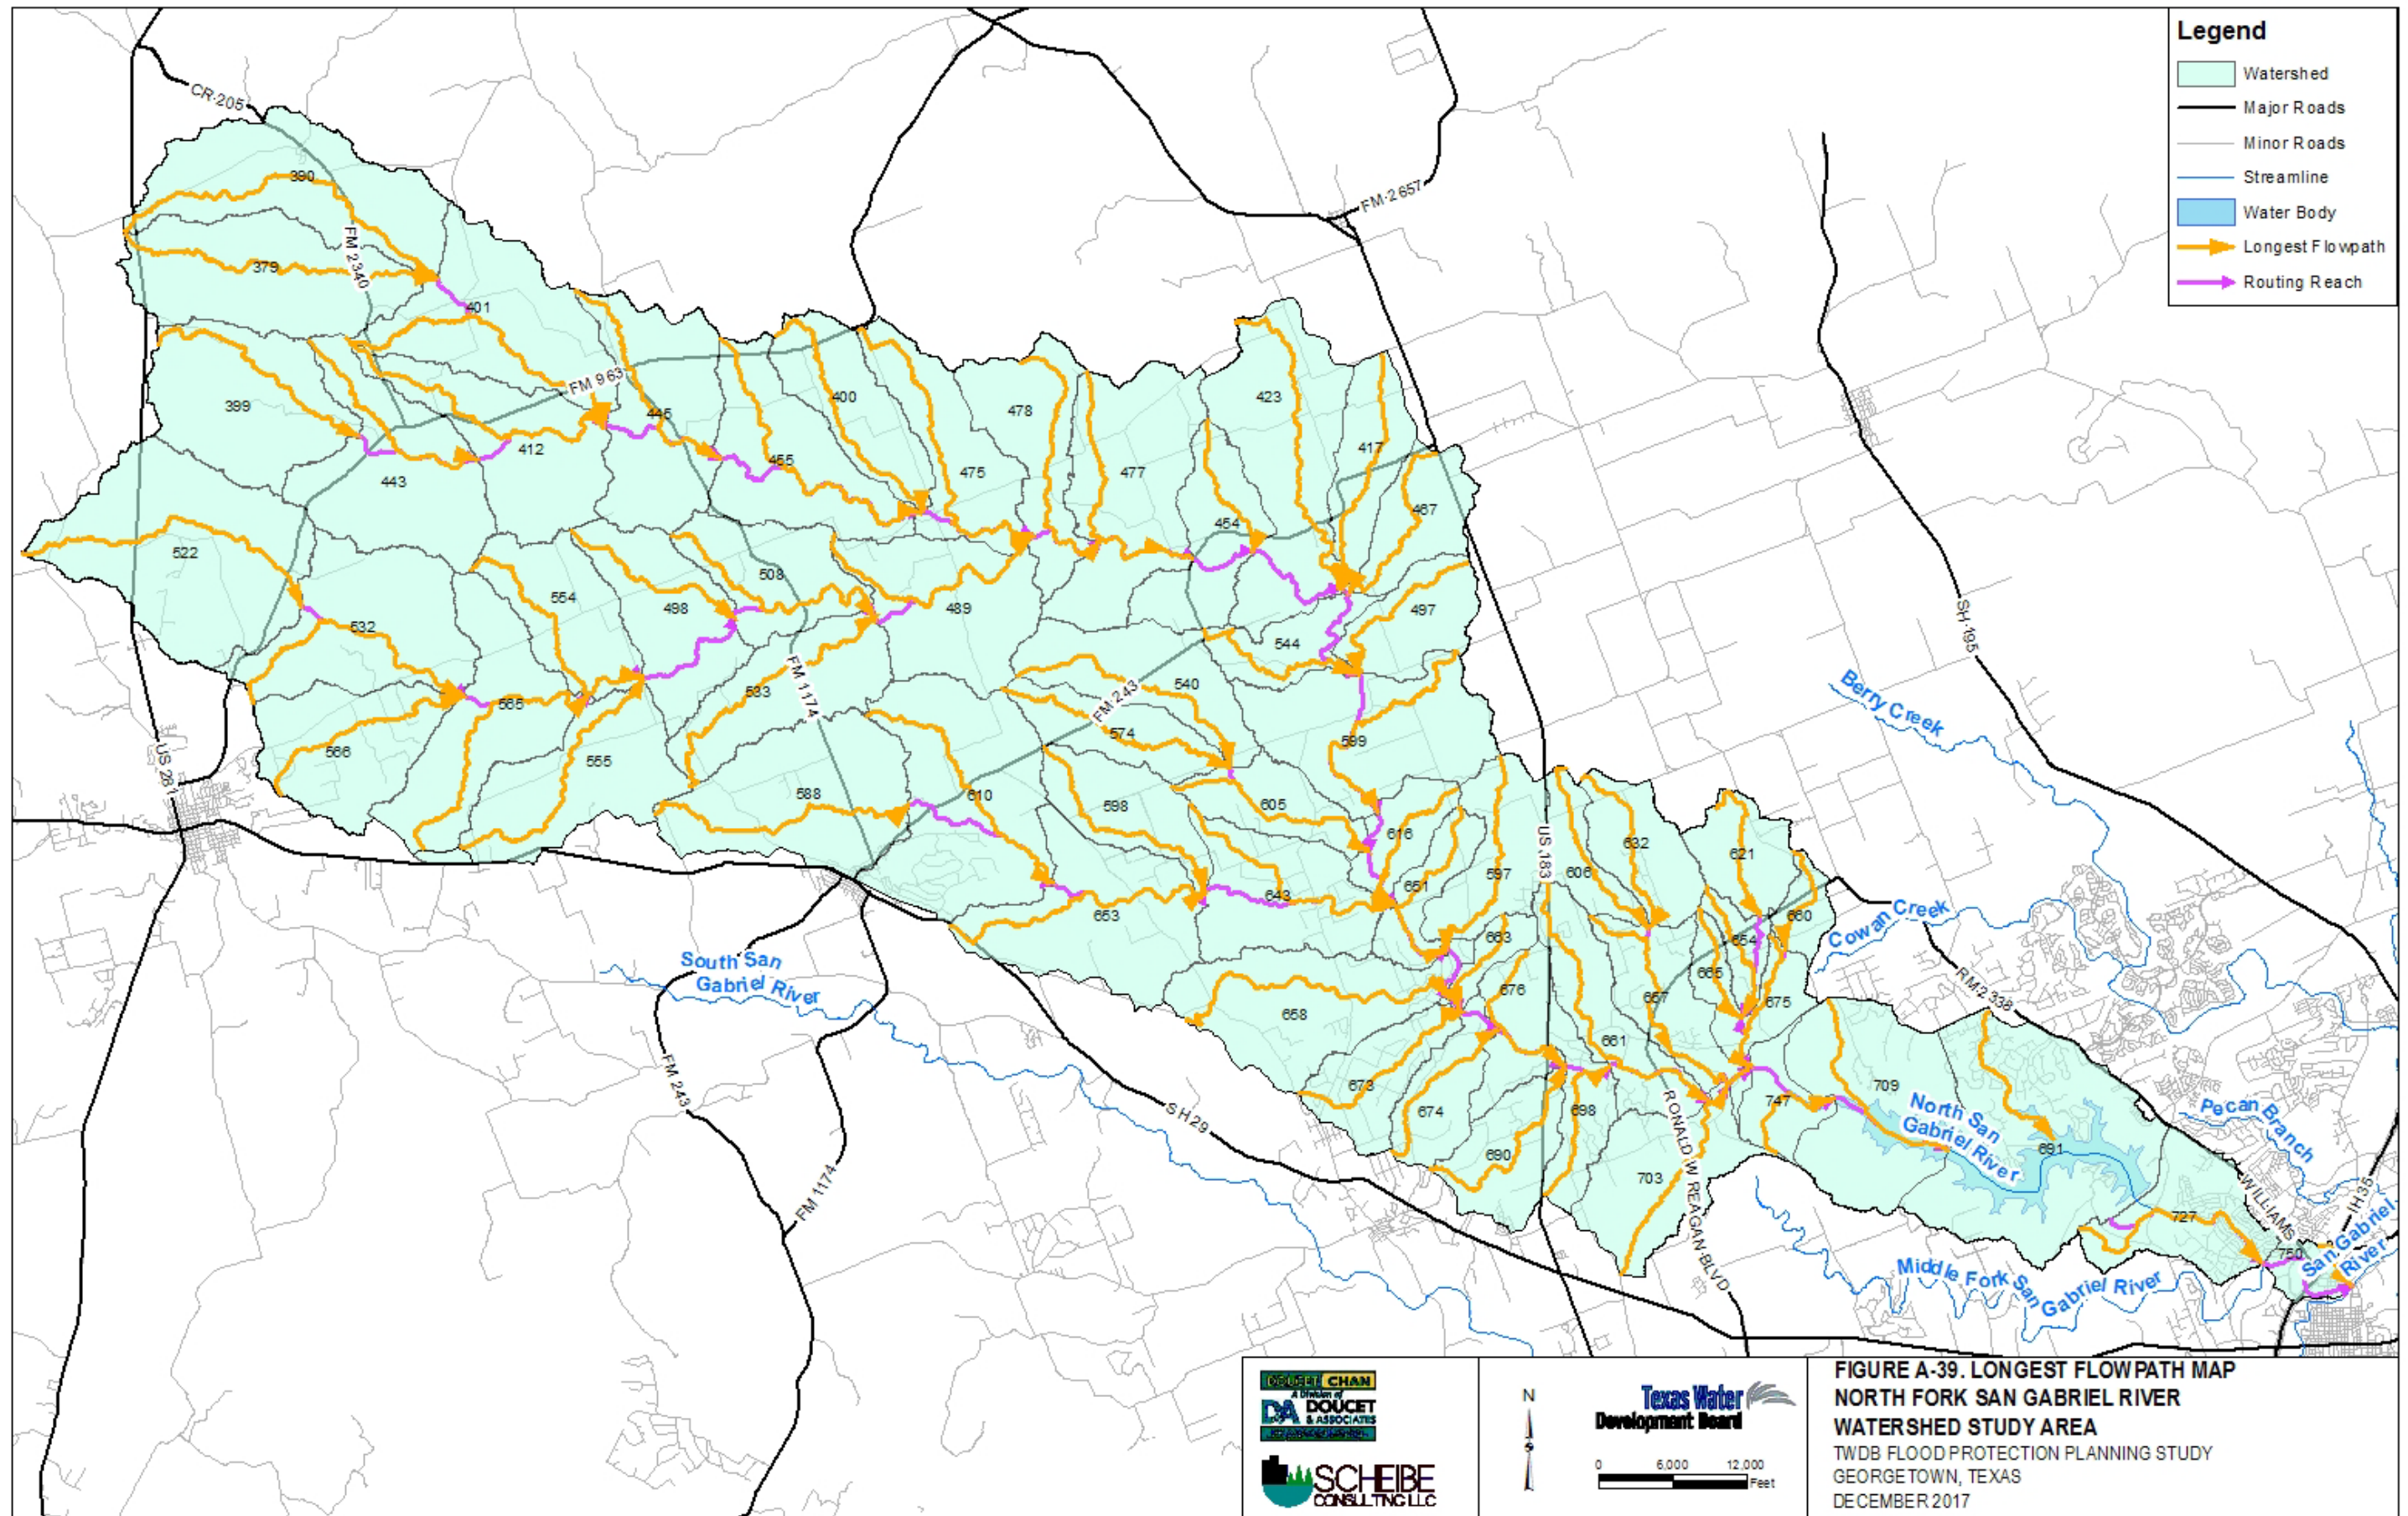 Legend
Watershed
Major Roads
Minor Roads
Streamline
Water Body
Longest Flowpath
Routing Reach
CR-205
FM-2657
390
FM 2340
379
401
FM 963
399
446
400
478
423
417
412
455
475
477
443
454
467
522
508
554
498
489
497
532
544
SH-195
FM 1174
533
540
FM-243
565
574
599
566
555
US 281
Berry Creek
588
610
598
605
616
632
621
US 183
606
597
651
643
653
660
663
654
Cowan Creek
665
South San
Gabriel River
RM-2338
676
657
675
658
661
FM 243
673
674
698
747
709
North San
Gabriel River
Pecan Branch
SH 29
RONALD W REAGAN-BLVD
690
691
703
FM 1174
WILLIAMS
IH 35
727
750
San Gabriel
River
Middle Fork San
Gabriel River
CHAN
A Division of
DA DOUCET
& ASSOCIATES
SCHEIBE
CONSULTING LLC
N
Texas Water
Development Board
0 6,000 12,000
Feet
FIGURE A-39. LONGEST FLOWPATH MAP
NORTH FORK SAN GABRIEL RIVER
WATERSHED STUDY AREA
TWDB FLOOD PROTECTION PLANNING STUDY
GEORGETOWN, TEXAS
DECEMBER 2017